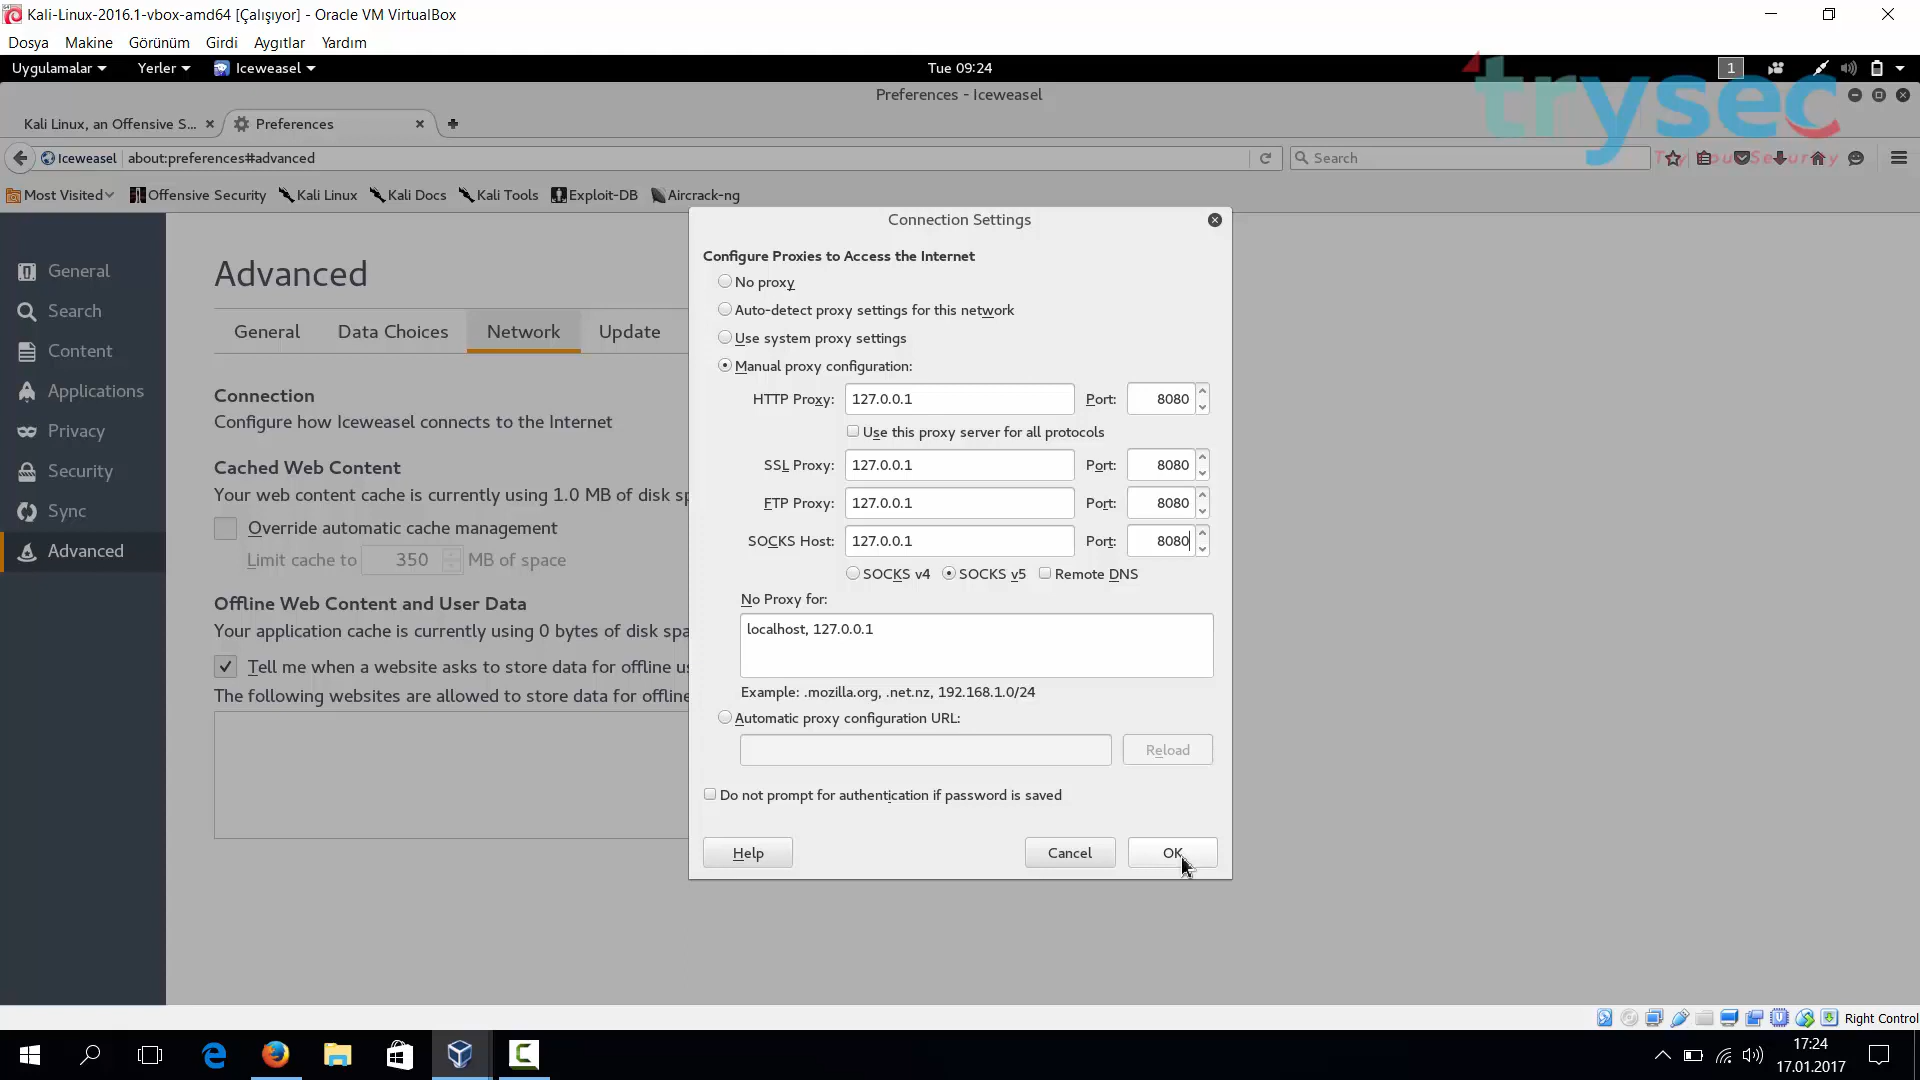 Kali-Linux-2016.1-vbox-amd64 [Çalışıyor] - Oracle VM VirtualBox
Dosya Makine Görünüm Girdi Aygıtlar Yardım
Uygulamalar Yerler Iceweasel Tue 09:24 1
Preferences - Iceweasel
trysec
Kali Linux, an Offensive S... Preferences
Iceweasel about:preferences#advanced Search
Most Visited Offensive Security Kali Linux Kali Docs Kali Tools Exploit-DB Aircrack-ng
General
Search
Content
Applications
Privacy
Security
Sync
Advanced
Advanced
General Data Choices Network Update
Connection
Configure how Iceweasel connects to the Internet
Cached Web Content
Your web content cache is currently using 1.0 MB of disk sp
Override automatic cache management
Limit cache to 350 MB of space
Offline Web Content and User Data
Your application cache is currently using 0 bytes of disk spa
Tell me when a website asks to store data for offline us
The following websites are allowed to store data for offline
Connection Settings
Configure Proxies to Access the Internet
No proxy
Auto-detect proxy settings for this network
Use system proxy settings
Manual proxy configuration:
HTTP Proxy: 127.0.0.1 Port: 8080
Use this proxy server for all protocols
SSL Proxy: 127.0.0.1 Port: 8080
FTP Proxy: 127.0.0.1 Port: 8080
SOCKS Host: 127.0.0.1 Port: 8080
SOCKS v4 SOCKS v5 Remote DNS
No Proxy for:
localhost, 127.0.0.1
Example: .mozilla.org, .net.nz, 192.168.1.0/24
Automatic proxy configuration URL:
Reload
Do not prompt for authentication if password is saved
Help Cancel OK
Right Control
17:24
17.01.2017